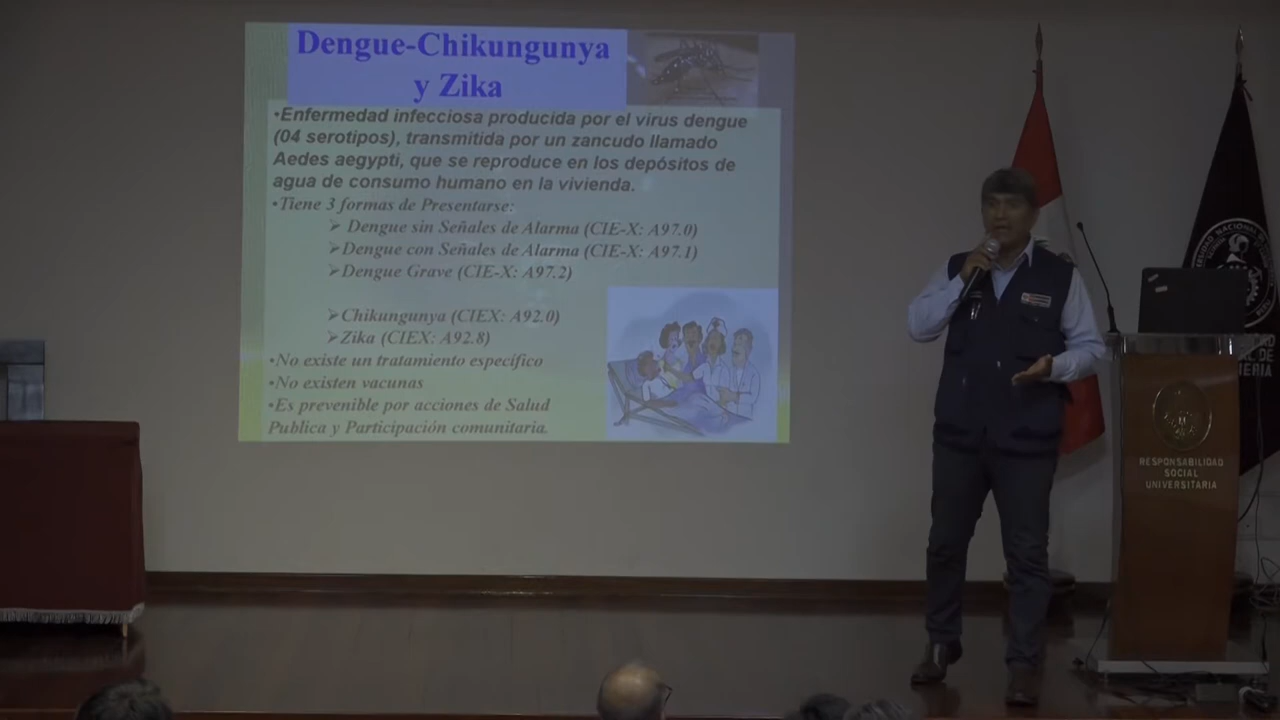 Dengue-Chikungunya
y Zika
•Enfermedad infecciosa producida por el virus dengue
(04 serotipos), transmitida por un zancudo llamado
Aedes aegypti, que se reproduce en los depósitos de
agua de consumo humano en la vivienda.
•Tiene 3 formas de Presentarse:
➢ Dengue sin Señales de Alarma (CIE-X: A97.0)
➢Dengue con Señales de Alarma (CIE-X: A97.1)
➢Dengue Grave (CIE-X: A97.2)
➢Chikungunya (CIEX: A92.0)
➢Zika (CIEX: A92.8)
•No existe un tratamiento específico
•No existen vacunas
•Es prevenible por acciones de Salud
Publica y Participación comunitaria.
NACIONAL
RESPONSABILIDAD
SOCIAL
UNIVERSITARIA